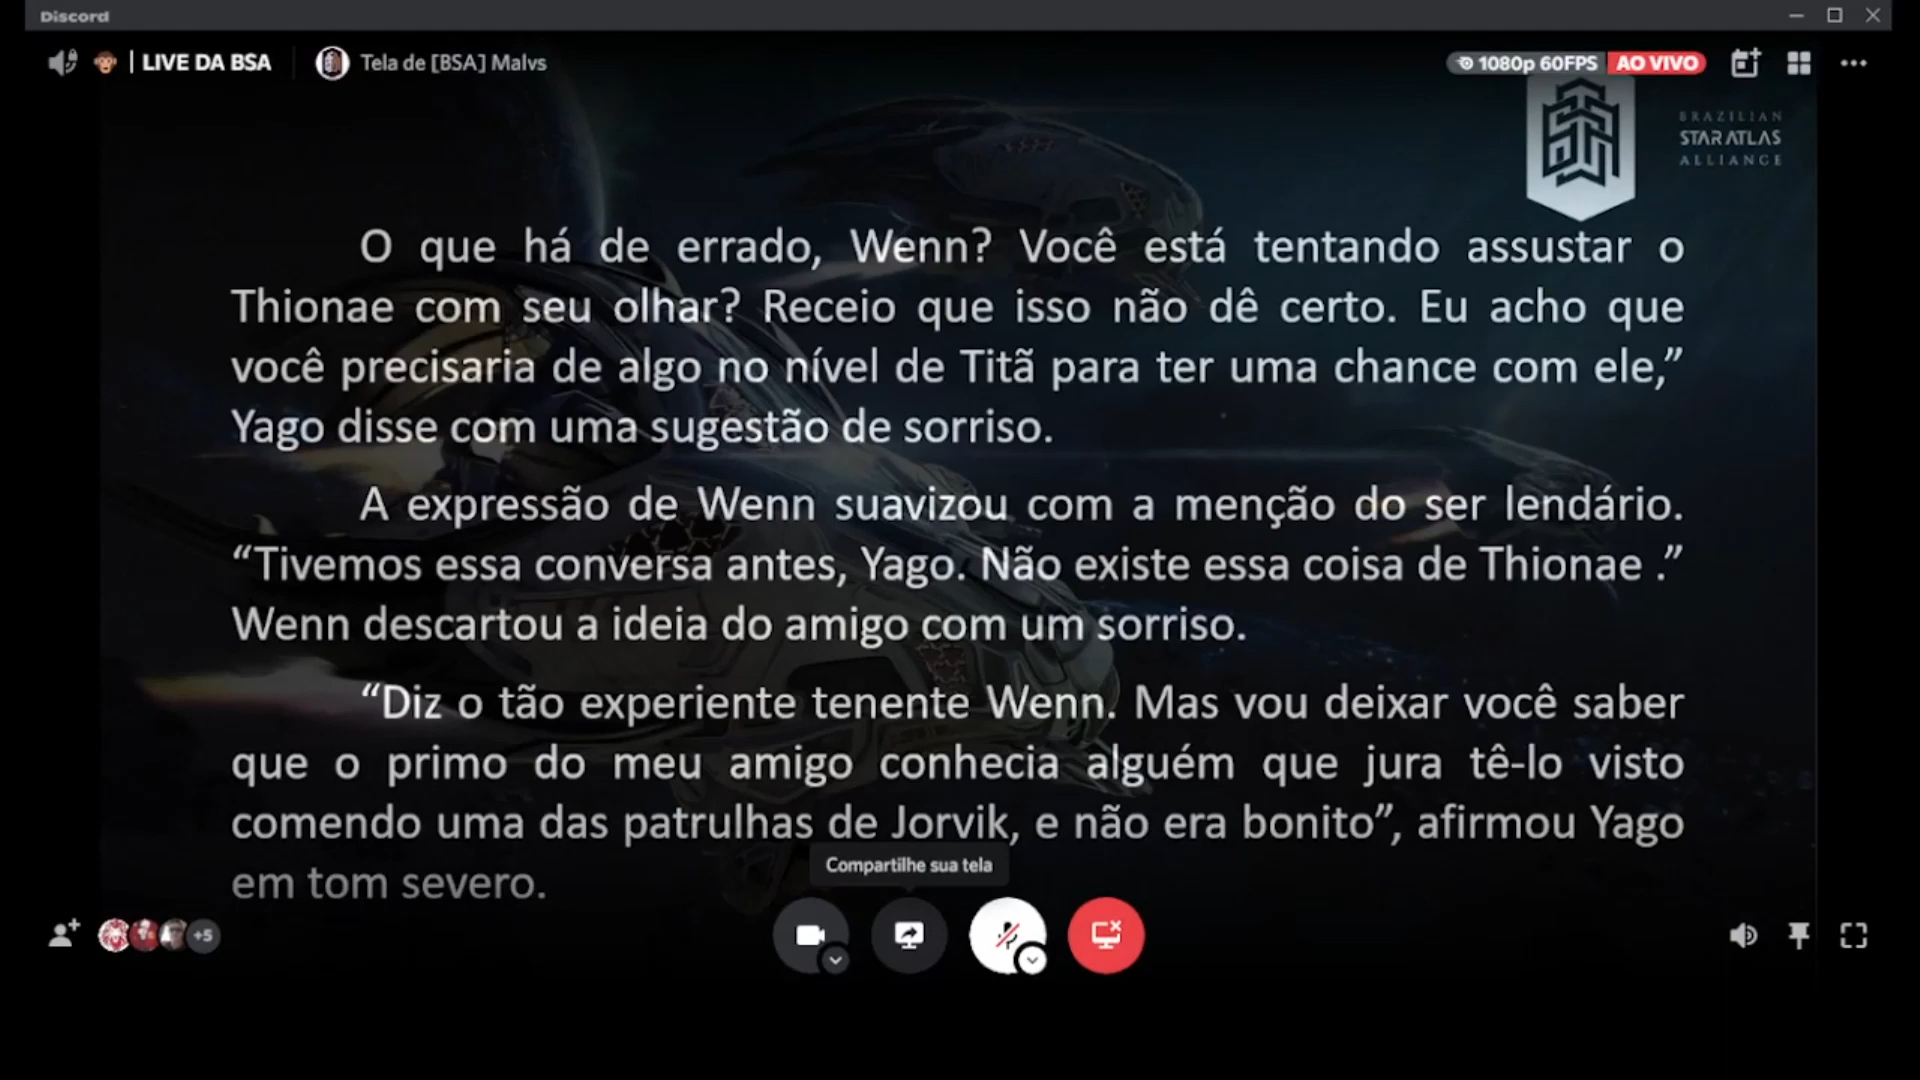 Discord
| LIVE DA BSA
Tela de [BSA] Malvs
1080p 60FPS
AO VIVO
BRAZILIAN
STAR ATLAS
ALLIANCE
O que há de errado, Wenn? Você está tentando assustar o
Thionae com seu olhar? Receio que isso não dê certo. Eu acho que
você precisaria de algo no nível de Titã para ter uma chance com ele,”
Yago disse com uma sugestão de sorriso.
A expressão de Wenn suavizou com a menção do ser lendário.
“Tivemos essa conversa antes, Yago. Não existe essa coisa de Thionae .”
Wenn descartou a ideia do amigo com um sorriso.
“Diz o tão experiente tenente Wenn. Mas vou deixar você saber
que o primo do meu amigo conhecia alguém que jura tê-lo visto
comendo uma das patrulhas de Jorvik, e não era bonito”, afirmou Yago
em tom severo.
Compartilhe sua tela
+5